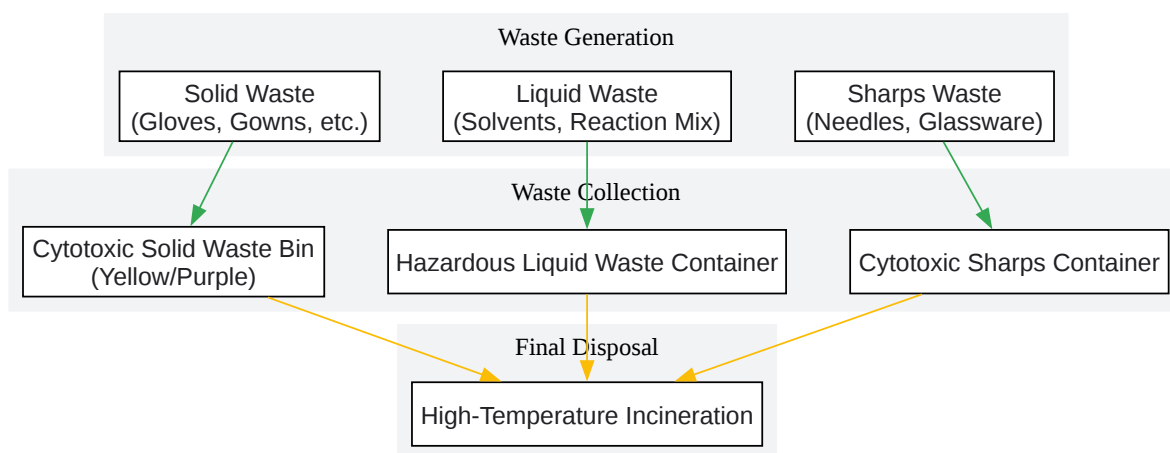 Waste Generation
Solid Waste
(Gloves, Gowns, etc.)
Liquid Waste
(Solvents, Reaction Mix)
Sharps Waste
(Needles, Glassware)
Waste Collection
Cytotoxic Solid Waste Bin
(Yellow/Purple)
Hazardous Liquid Waste Container
Cytotoxic Sharps Container
Final Disposal
High-Temperature Incineration